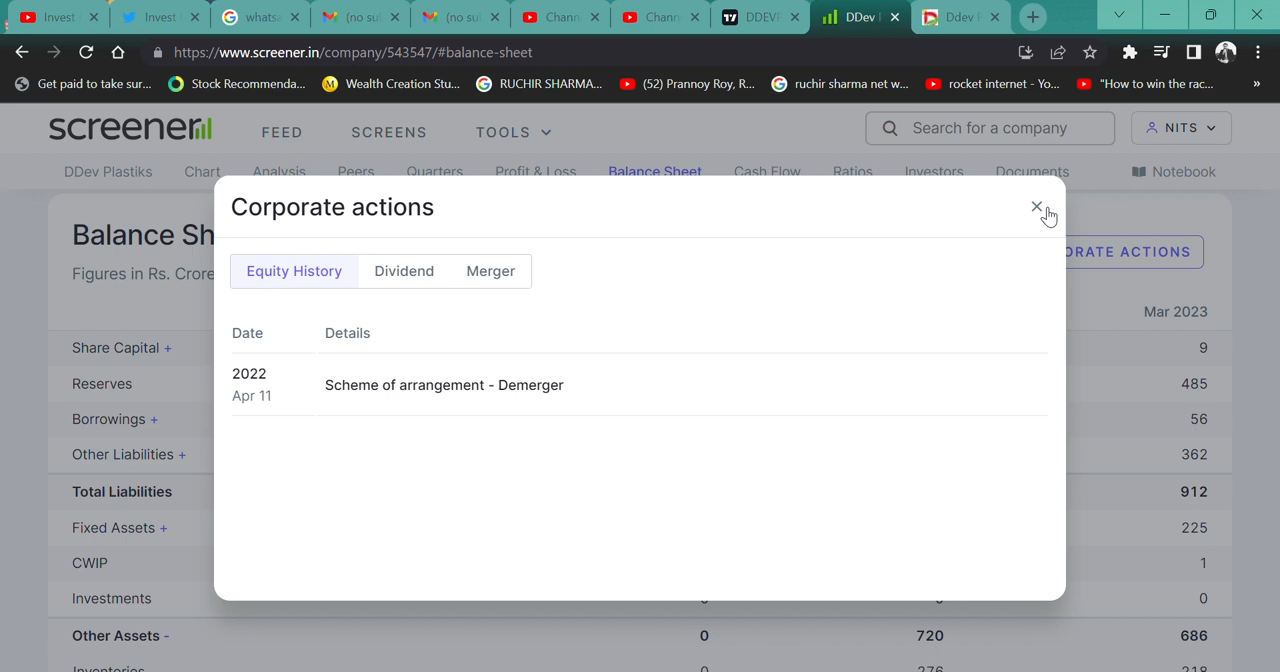 Invest
Invest
whatsa
(no su
(no sul
Chann
Chann
DDEVP
DDev
Ddev P
https://www.screener.in/company/543547/#balance-sheet
Get paid to take sur...
Stock Recommenda...
Wealth Creation Stu...
RUCHIR SHARMA...
(52) Prannoy Roy, R...
ruchir sharma net w...
rocket internet - Yo...
"How to win the rac...
»
screener
FEED
SCREENS
TOOLS
Search for a company
NITS
DDev Plastiks
Chart
Analysis
Peers
Quarters
Profit & Loss
Balance Sheet
Cash Flow
Ratios
Investors
Documents
Notebook
Corporate actions
Balance Sh
ORATE ACTIONS
Figures in Rs. Crore
Equity History
Dividend
Merger
Mar 2023
Date
Details
Share Capital +
9
2022
Apr 11
Scheme of arrangement - Demerger
Reserves
485
Borrowings +
56
Other Liabilities +
362
Total Liabilities
912
Fixed Assets +
225
CWIP
1
Investments
0
Other Assets -
0
720
686
Inventories
0
276
218